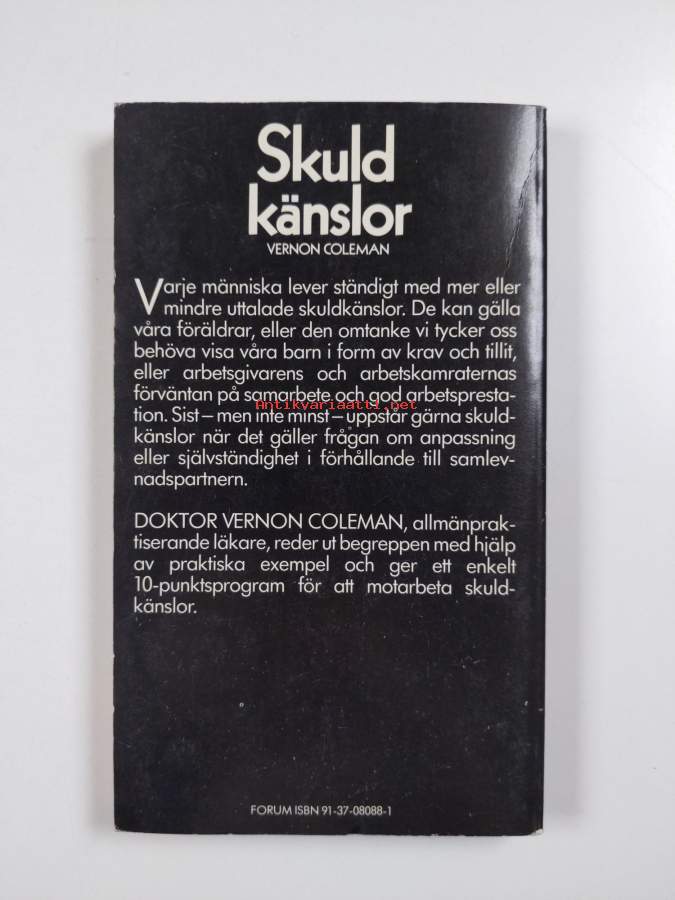 Skuld
känslor
VERNON COLEMAN
Varje människa lever ständigt med mer eller
mindre uttalade skuldkänslor. De kan gälla
våra föräldrar, eller den omtanke vi tycker oss
behöva visa våra barn i form av krav och tillit,
eller arbetsgivarens och arbetskamraternas
förväntan på samarbete och god arbetspresta-
tion. Sist – men inte minst – uppstår gärna skuld-
känslor när det gäller frågan om anpassning
eller självständighet i förhållande till samlev-
nadspartnern.
DOKTOR VERNON COLEMAN, allmänprak-
tiserande läkare, reder ut begreppen med hjälp
av praktiska exempel och ger ett enkelt
10-punktsprogram för att motarbeta skuld-
känslor.
FORUM ISBN 91-37-08088-1
Antikvariaatti.net